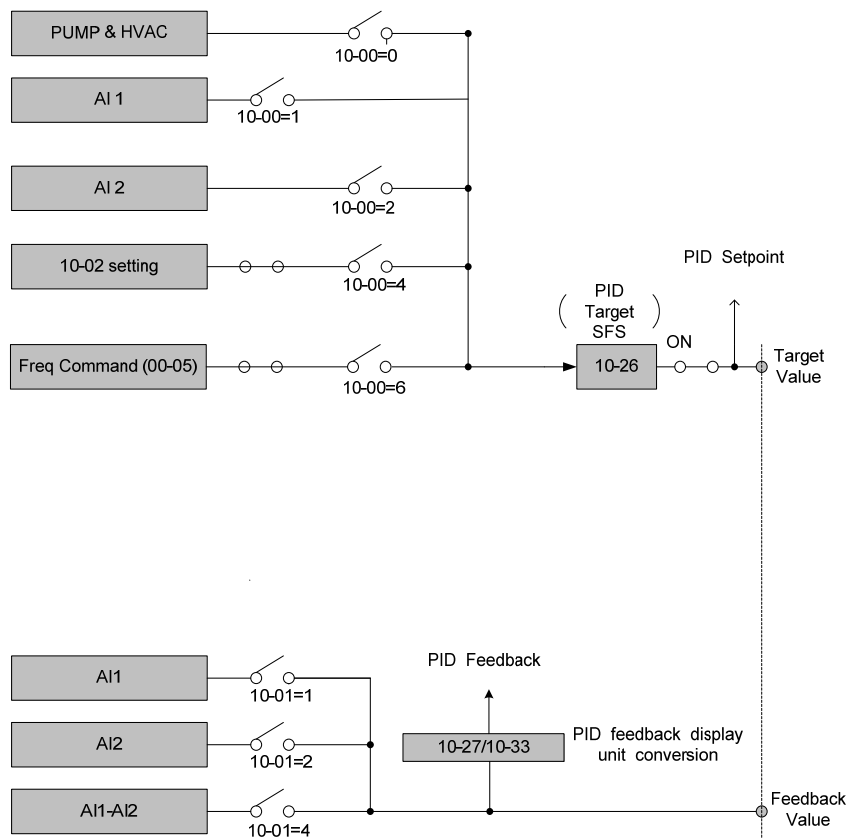 PUMP & HVAC
10-00=0
AI 1
10-00=1
AI 2
10-00=2
10-02 setting
10-00=4
Freq Command (00-05)
10-00=6
PID
Target
SFS
10-26
ON
PID Setpoint
Target
Value
AI1
10-01=1
AI2
10-01=2
AI1-AI2
10-01=4
PID Feedback
10-27/10-33
PID feedback display
unit conversion
Feedback
Value